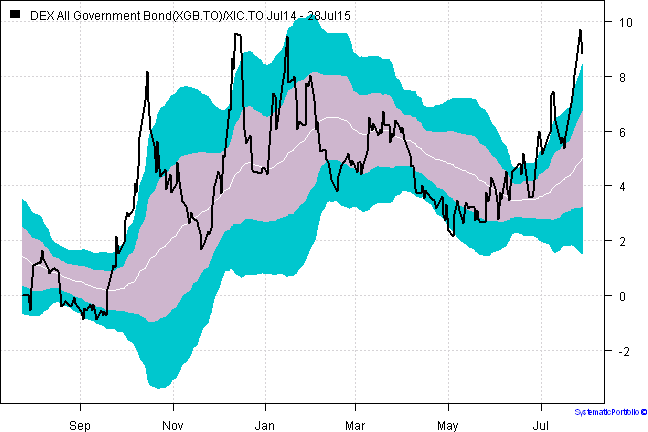 DEX All Government Bond(XGB.TO)/XIC.TO Jul14 - 28Jul15
10
8
6
4
2
0
-2
Sep Nov Jan Mar May Jul
SystematicPortfolio ©